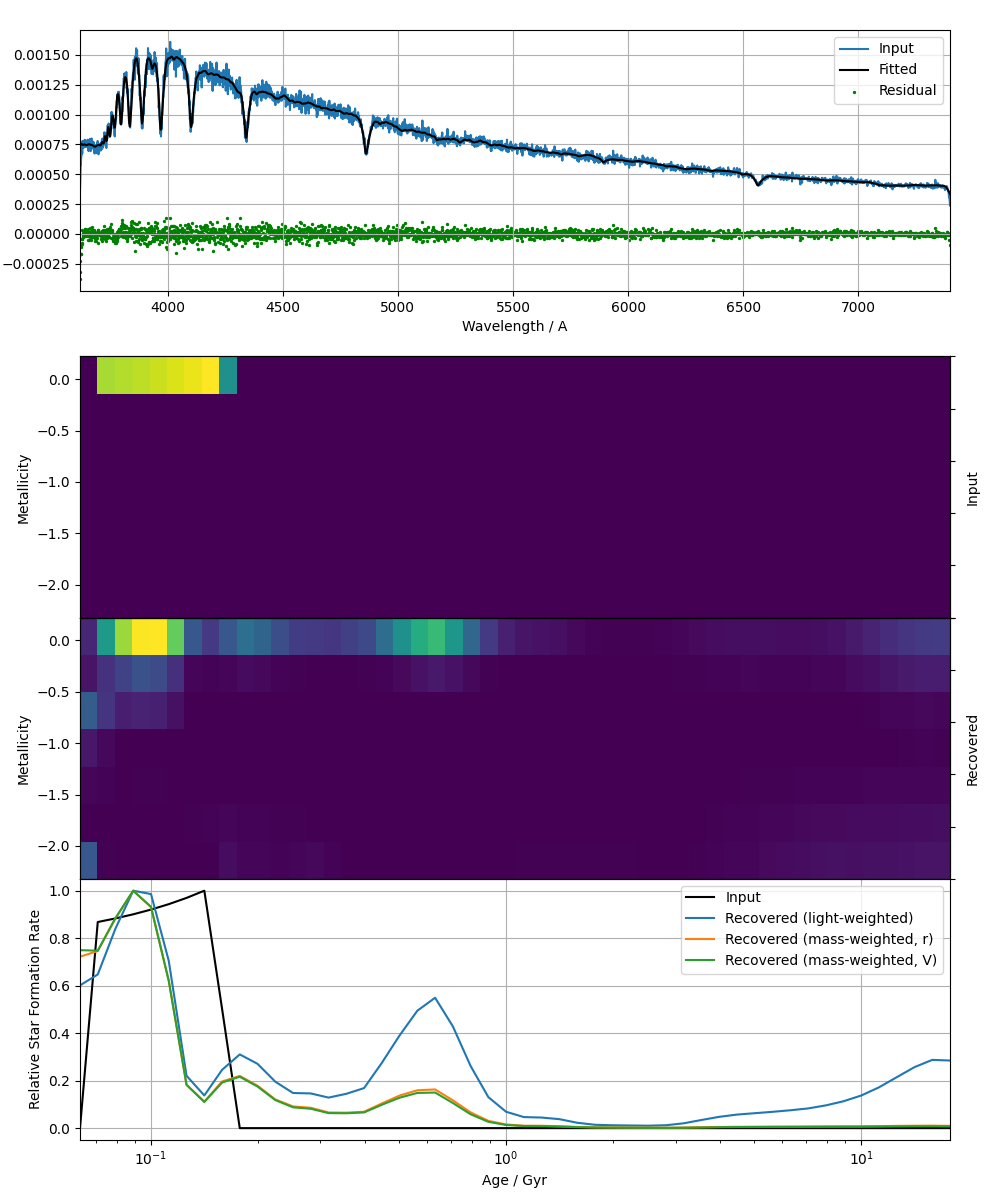 0.00150
0.00125
0.00100
0.00075
0.00050
0.00025
0.00000
−0.00025
Input
Fitted
Residual
4000 4500 5000 5500 6000 6500 7000
Wavelength / A
0.0
−0.5
−1.0
−1.5
−2.0
Metallicity
Input
0.0
−0.5
−1.0
−1.5
−2.0
Metallicity
Recovered
1.0
0.8
0.6
0.4
0.2
0.0
Relative Star Formation Rate
Input
Recovered (light-weighted)
Recovered (mass-weighted, r)
Recovered (mass-weighted, V)
10⁻¹ 10⁰ 10¹
Age / Gyr